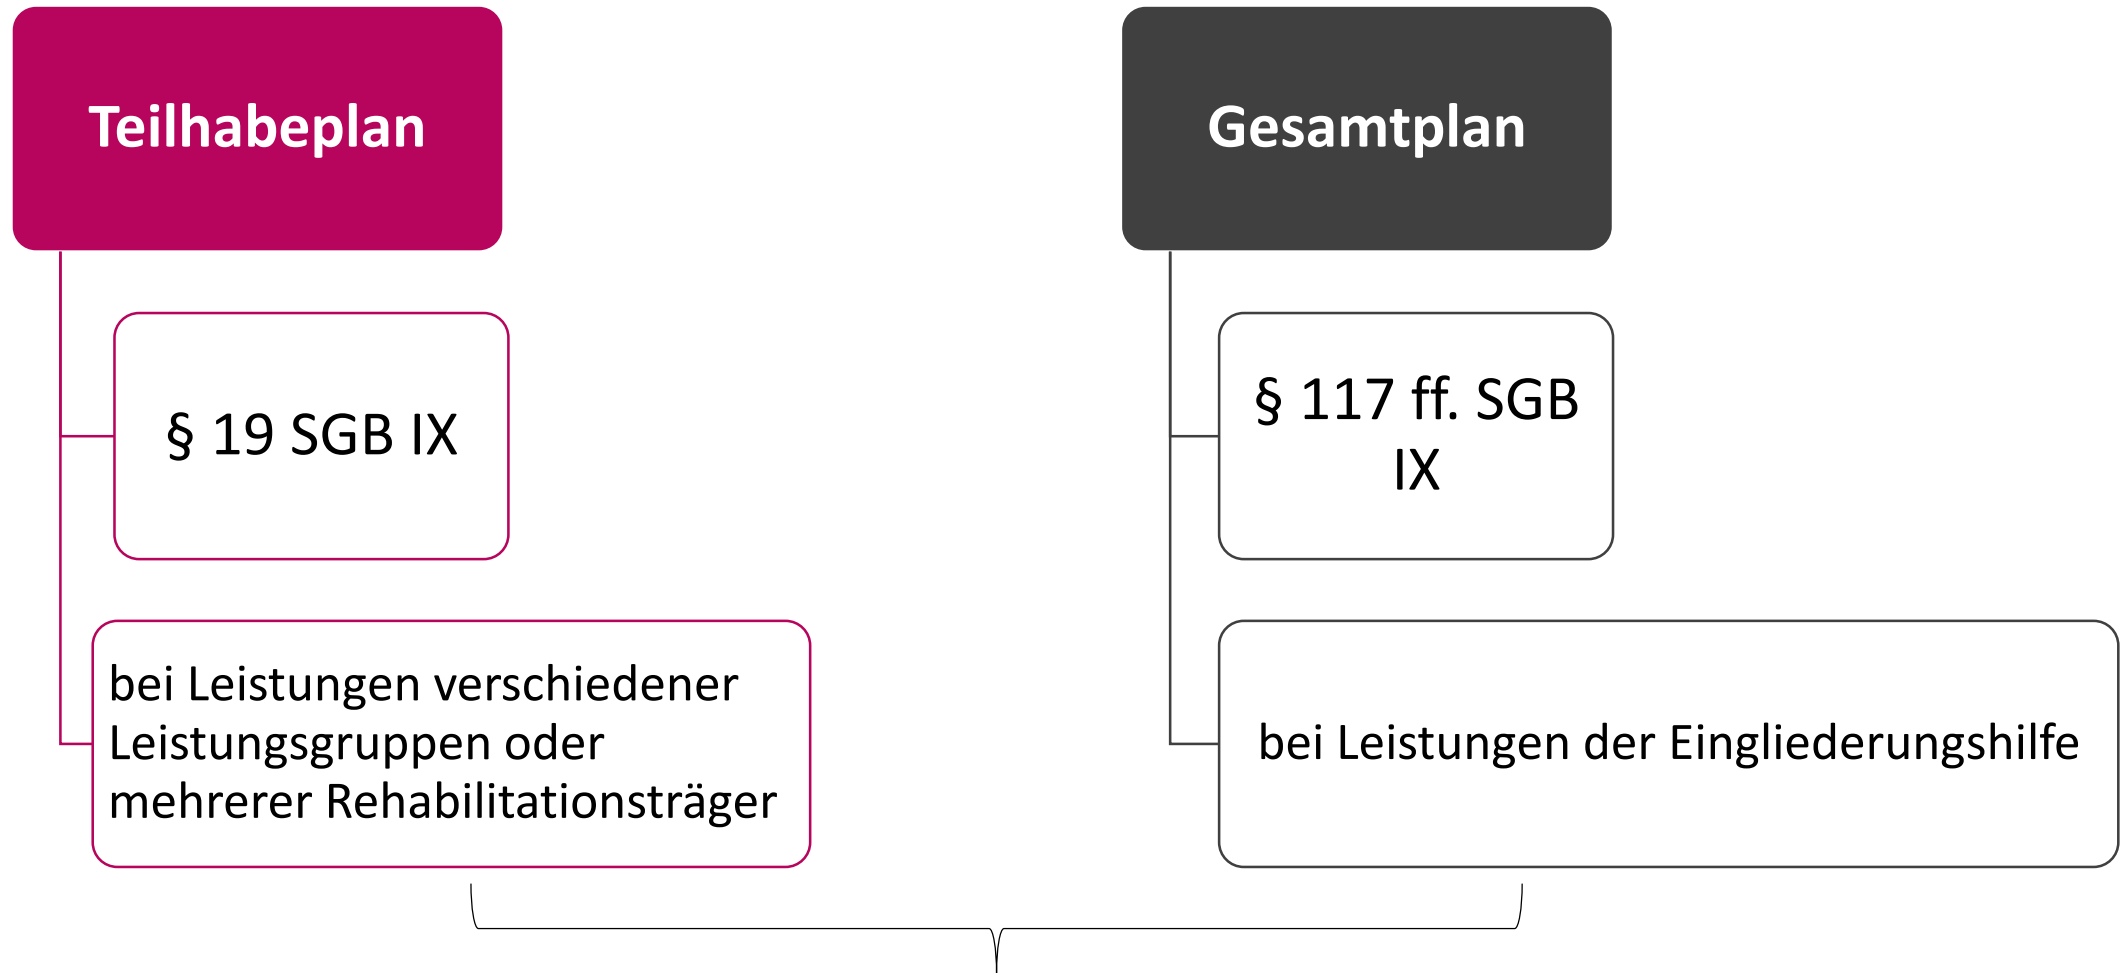 Teilhabeplan
§ 19 SGB IX
bei Leistungen verschiedener
Leistungsgruppen oder
mehrerer Rehabilitationsträger
Gesamtplan
§ 117 ff. SGB
IX
bei Leistungen der Eingliederungshilfe